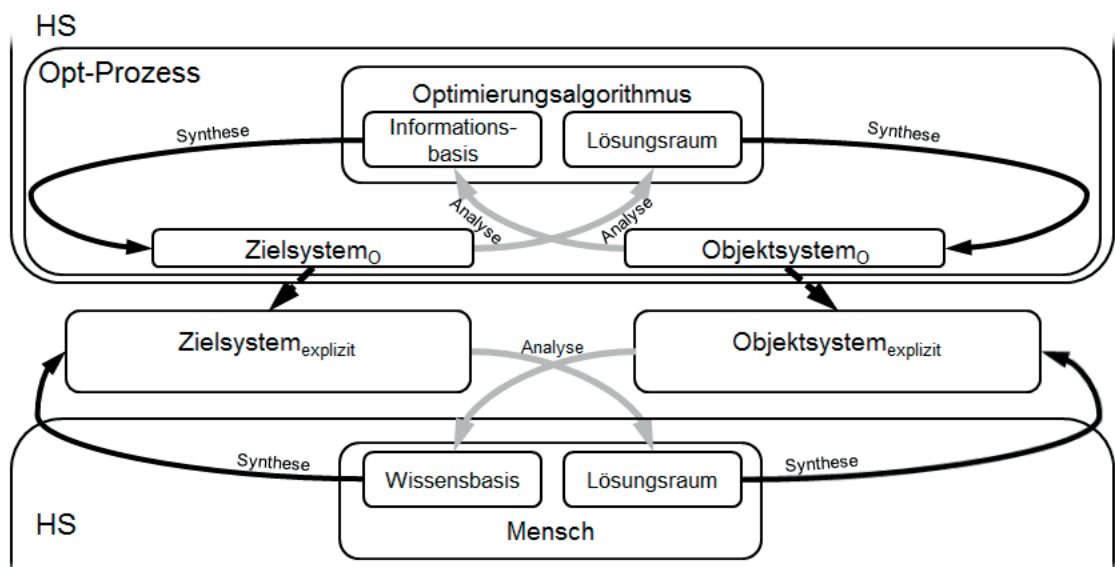 HS
Opt-Prozess
Optimierungsalgorithmus
Informations-
basis
Lösungsraum
Synthese
Synthese
Analyse
Analyse
Zielsystem_O
Objektsystem_O
Zielsystem_explizit
Analyse
Objektsystem_explizit
Synthese
Wissensbasis
Lösungsraum
Synthese
HS
Mensch